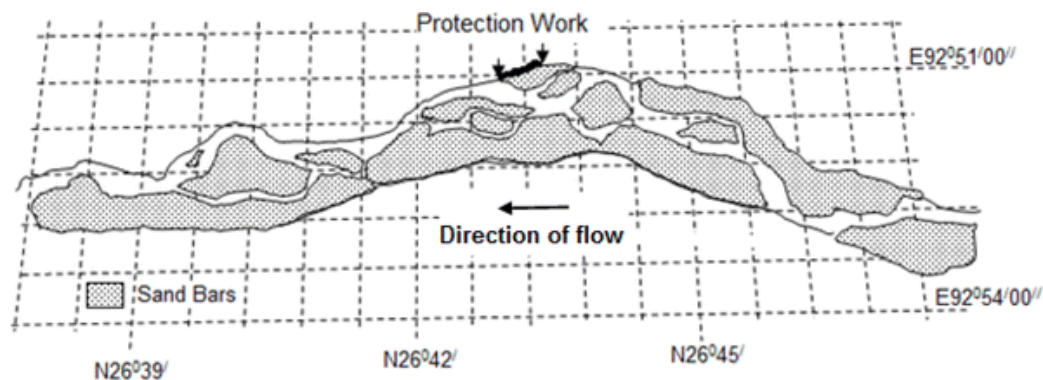 Protection Work
E92⁰51/00//
Direction of flow
Sand Bars
E92⁰54/00//
N26⁰39/
N26⁰42/
N26⁰45/